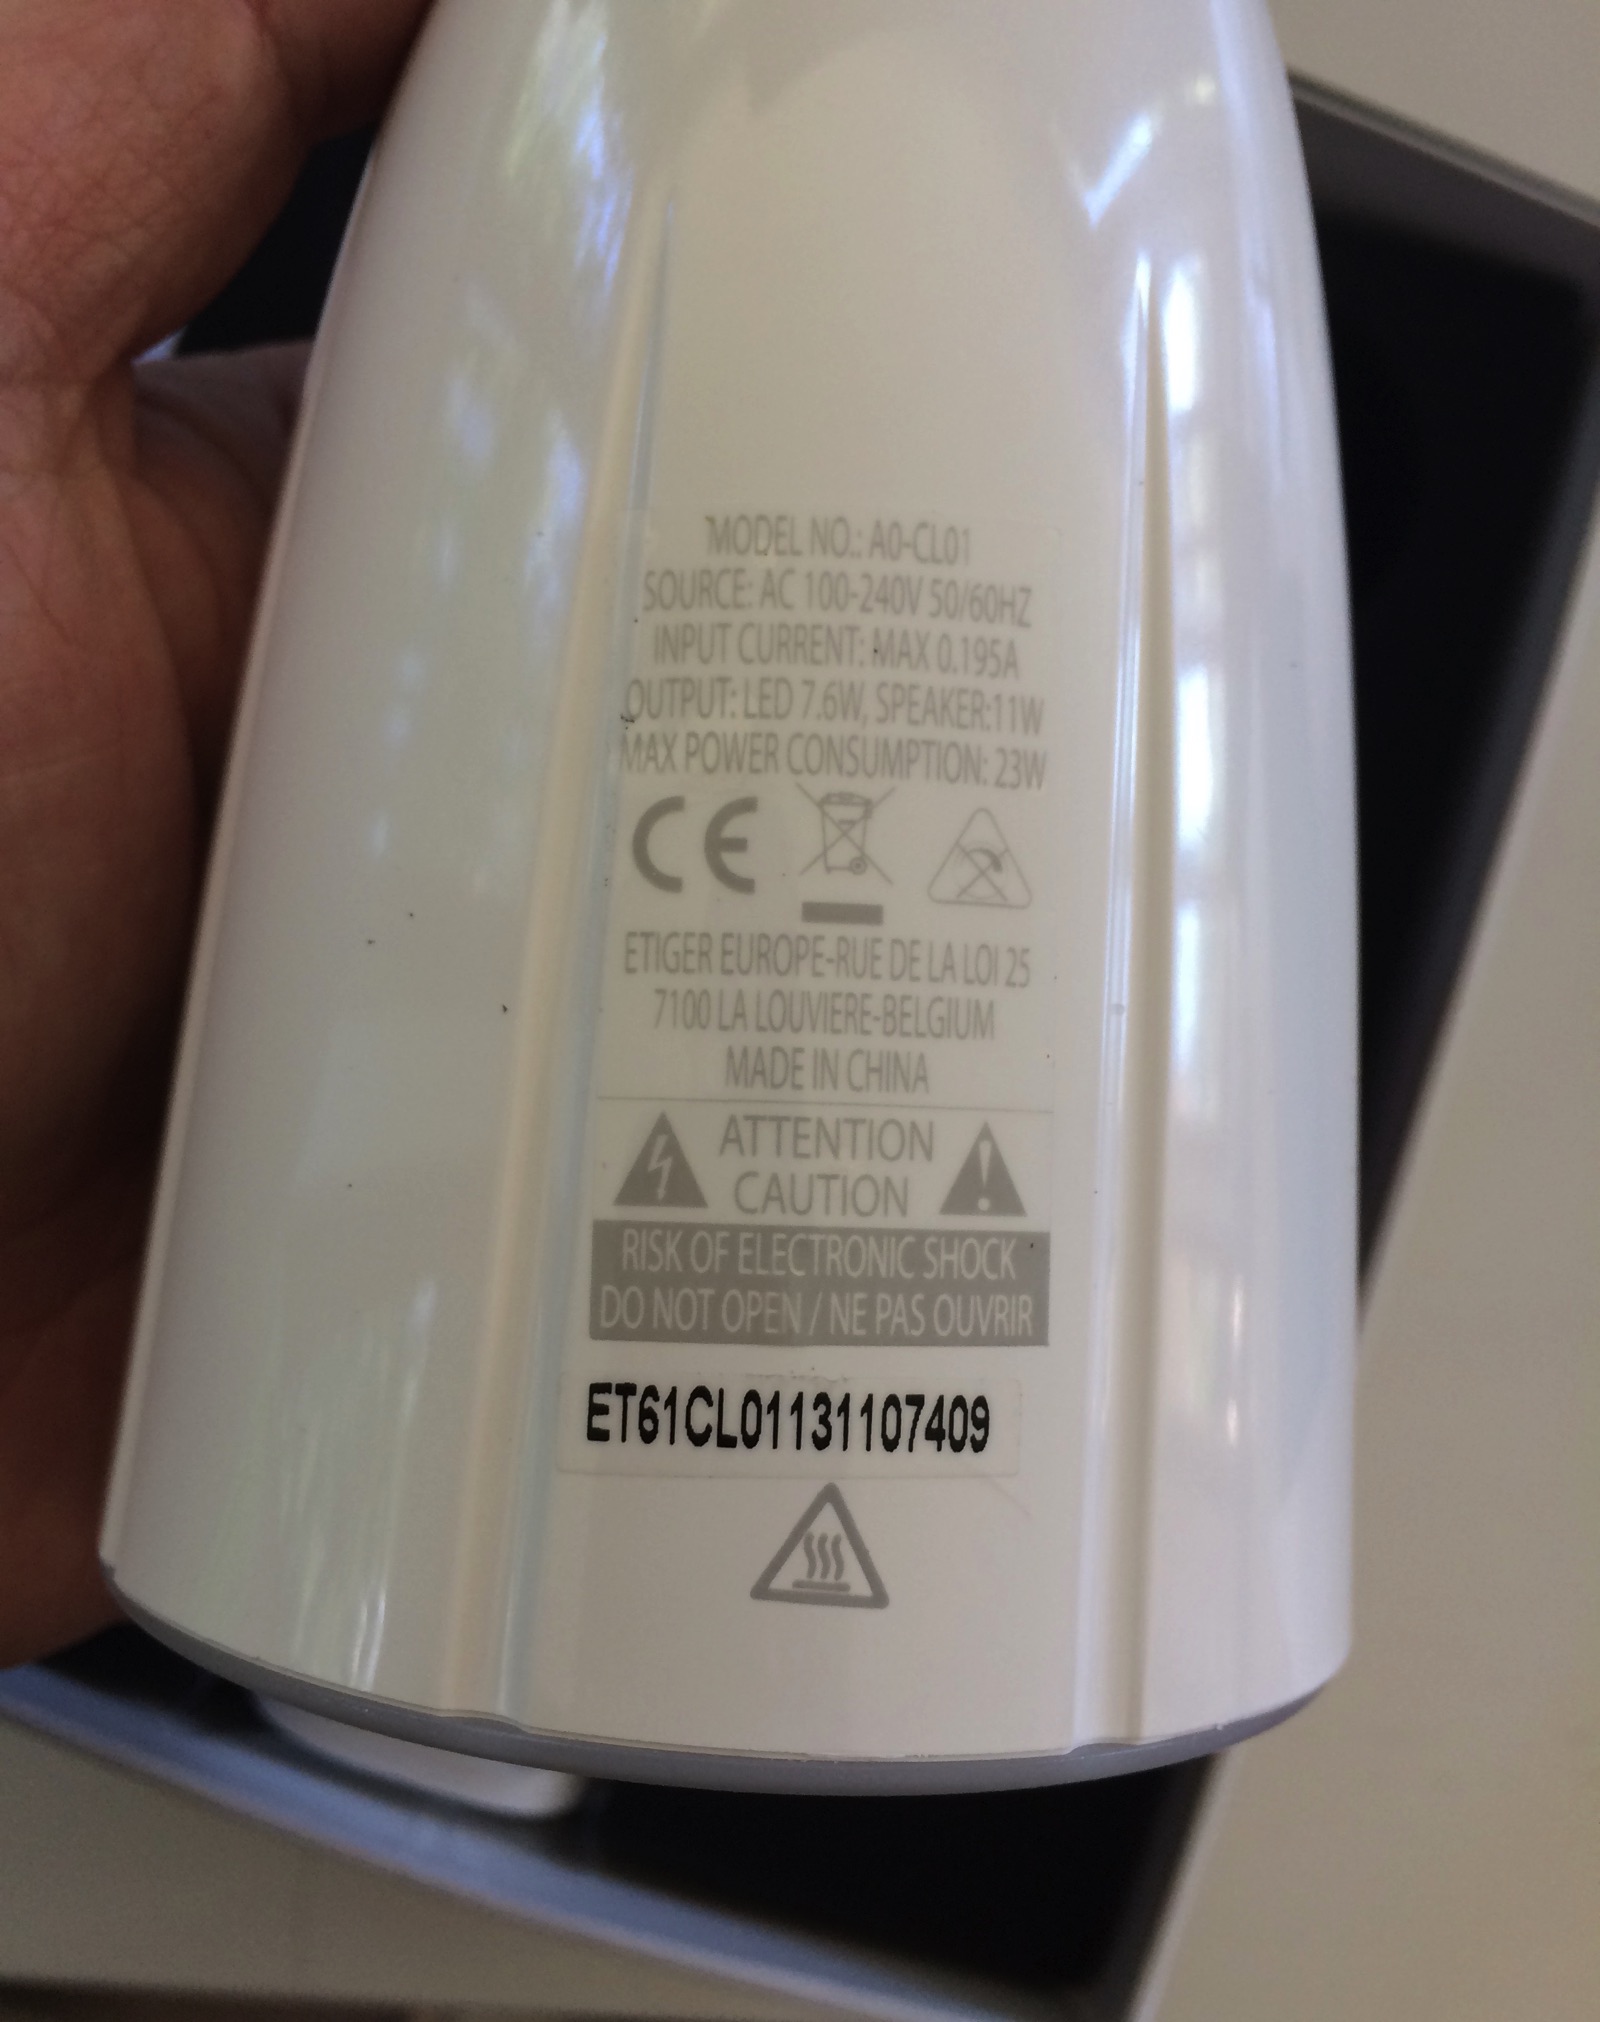 MODEL NO.: A0-CL01
SOURCE: AC 100-240V 50/60HZ
INPUT CURRENT: MAX 0.195A
OUTPUT: LED 7.6W, SPEAKER:11W
MAX POWER CONSUMPTION: 23W
CE
ETIGER EUROPE-RUE DE LA LOI 25
7100 LA LOUVIERE-BELGIUM
MADE IN CHINA
ATTENTION
CAUTION
RISK OF ELECTRONIC SHOCK
DO NOT OPEN / NE PAS OUVRIR
ET61CL01131107409